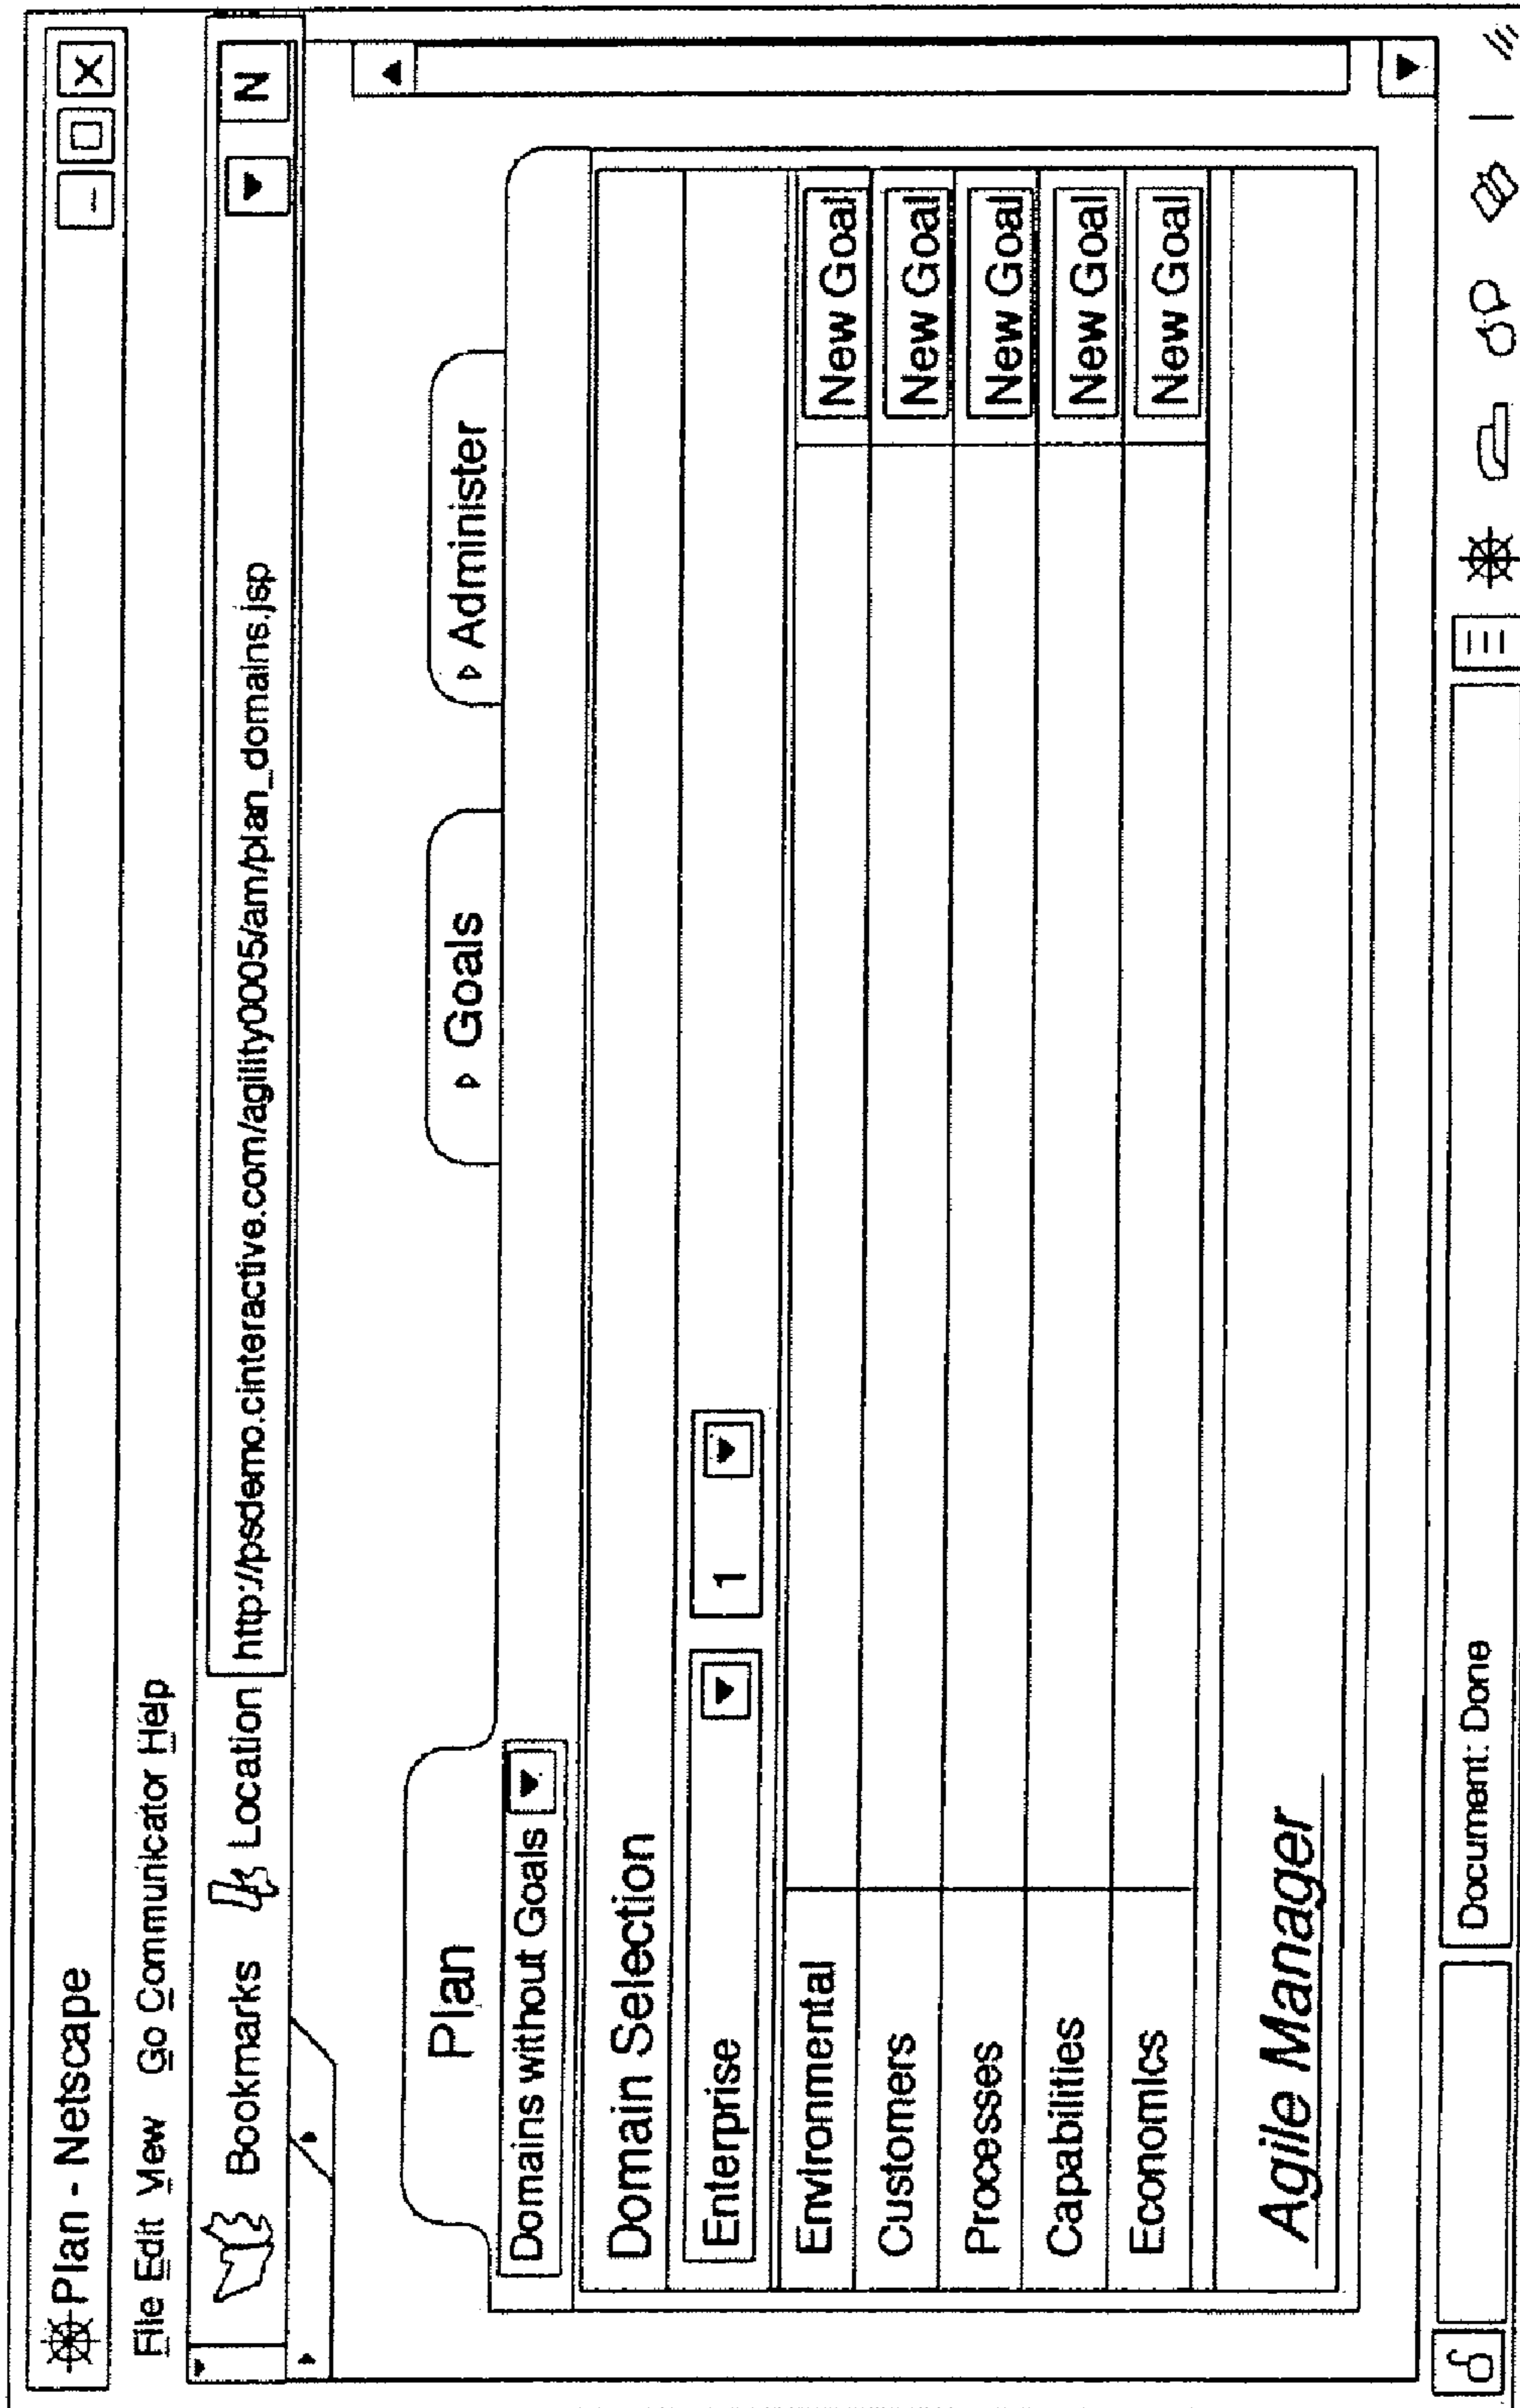 Plan - Netscape
File Edit View Go Communicator Help
Bookmarks Location http://psdemo.cinteractive.com/agility0005/am/plan_domains.jsp N
Plan Goals Administer
Domains without Goals
Domain Selection
Enterprise 1
Environmental New Goal
Customers New Goal
Processes New Goal
Capabilities New Goal
Economics New Goal
Agile Manager
Document: Done